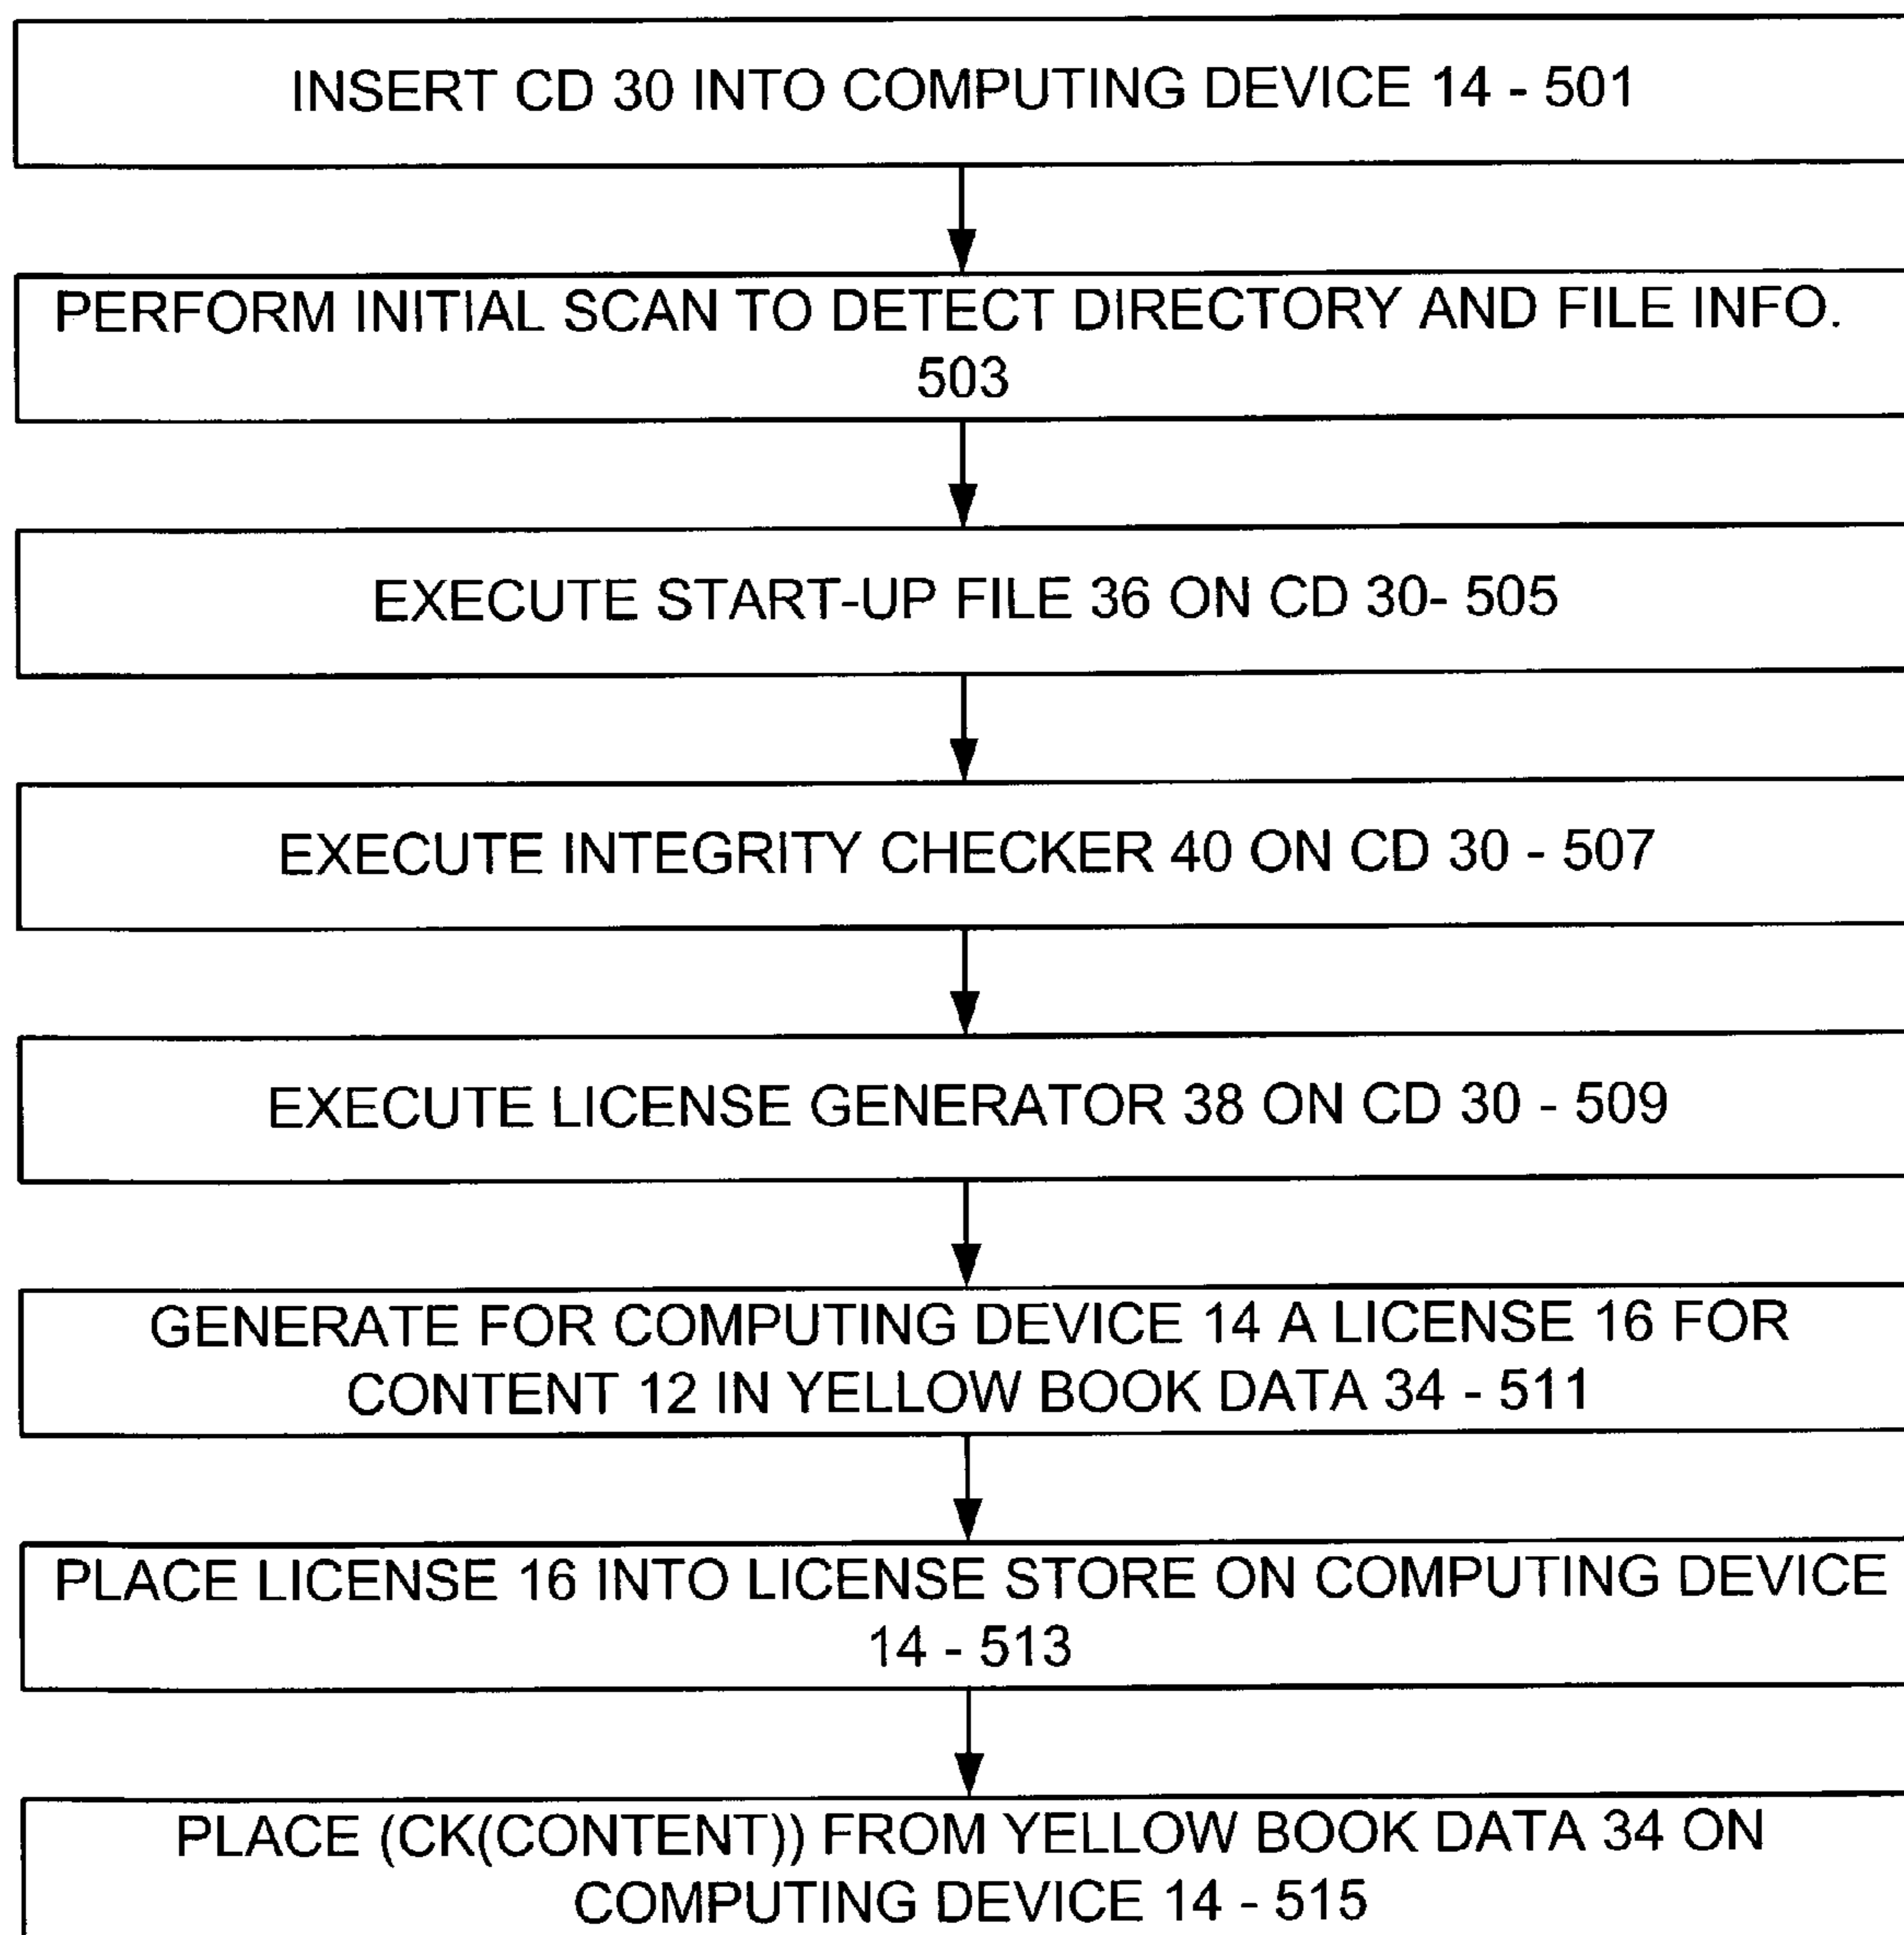 INSERT CD 30 INTO COMPUTING DEVICE 14 - 501
PERFORM INITIAL SCAN TO DETECT DIRECTORY AND FILE INFO.
503
EXECUTE START-UP FILE 36 ON CD 30- 505
EXECUTE INTEGRITY CHECKER 40 ON CD 30 - 507
EXECUTE LICENSE GENERATOR 38 ON CD 30 - 509
GENERATE FOR COMPUTING DEVICE 14 A LICENSE 16 FOR
CONTENT 12 IN YELLOW BOOK DATA 34 - 511
PLACE LICENSE 16 INTO LICENSE STORE ON COMPUTING DEVICE
14 - 513
PLACE (CK(CONTENT)) FROM YELLOW BOOK DATA 34 ON
COMPUTING DEVICE 14 - 515